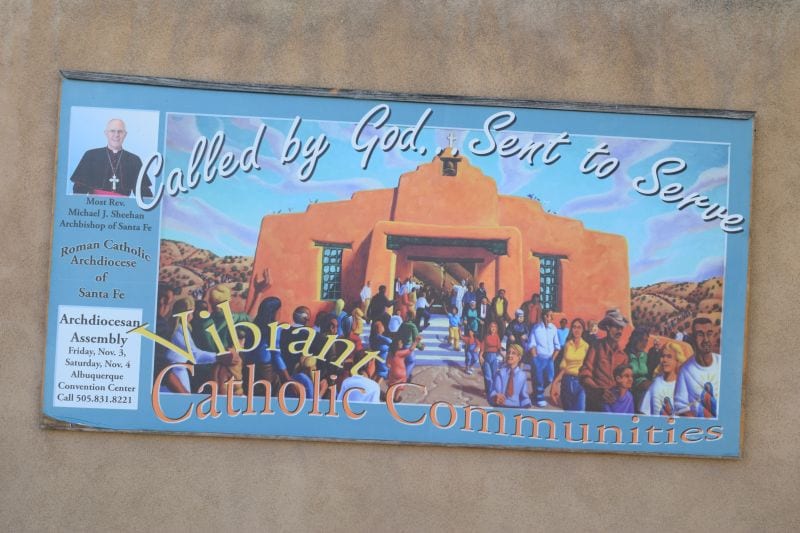 Called by God... Sent to Serve
Most Rev.
Michael J. Sheehan
Archbishop of Santa Fe
Roman Catholic
Archdiocese
of
Santa Fe
Archdiocesan
Assembly
Friday, Nov. 3,
Saturday, Nov. 4
Albuquerque
Convention Center
Call 505.831.8221
Vibrant
Catholic Communities